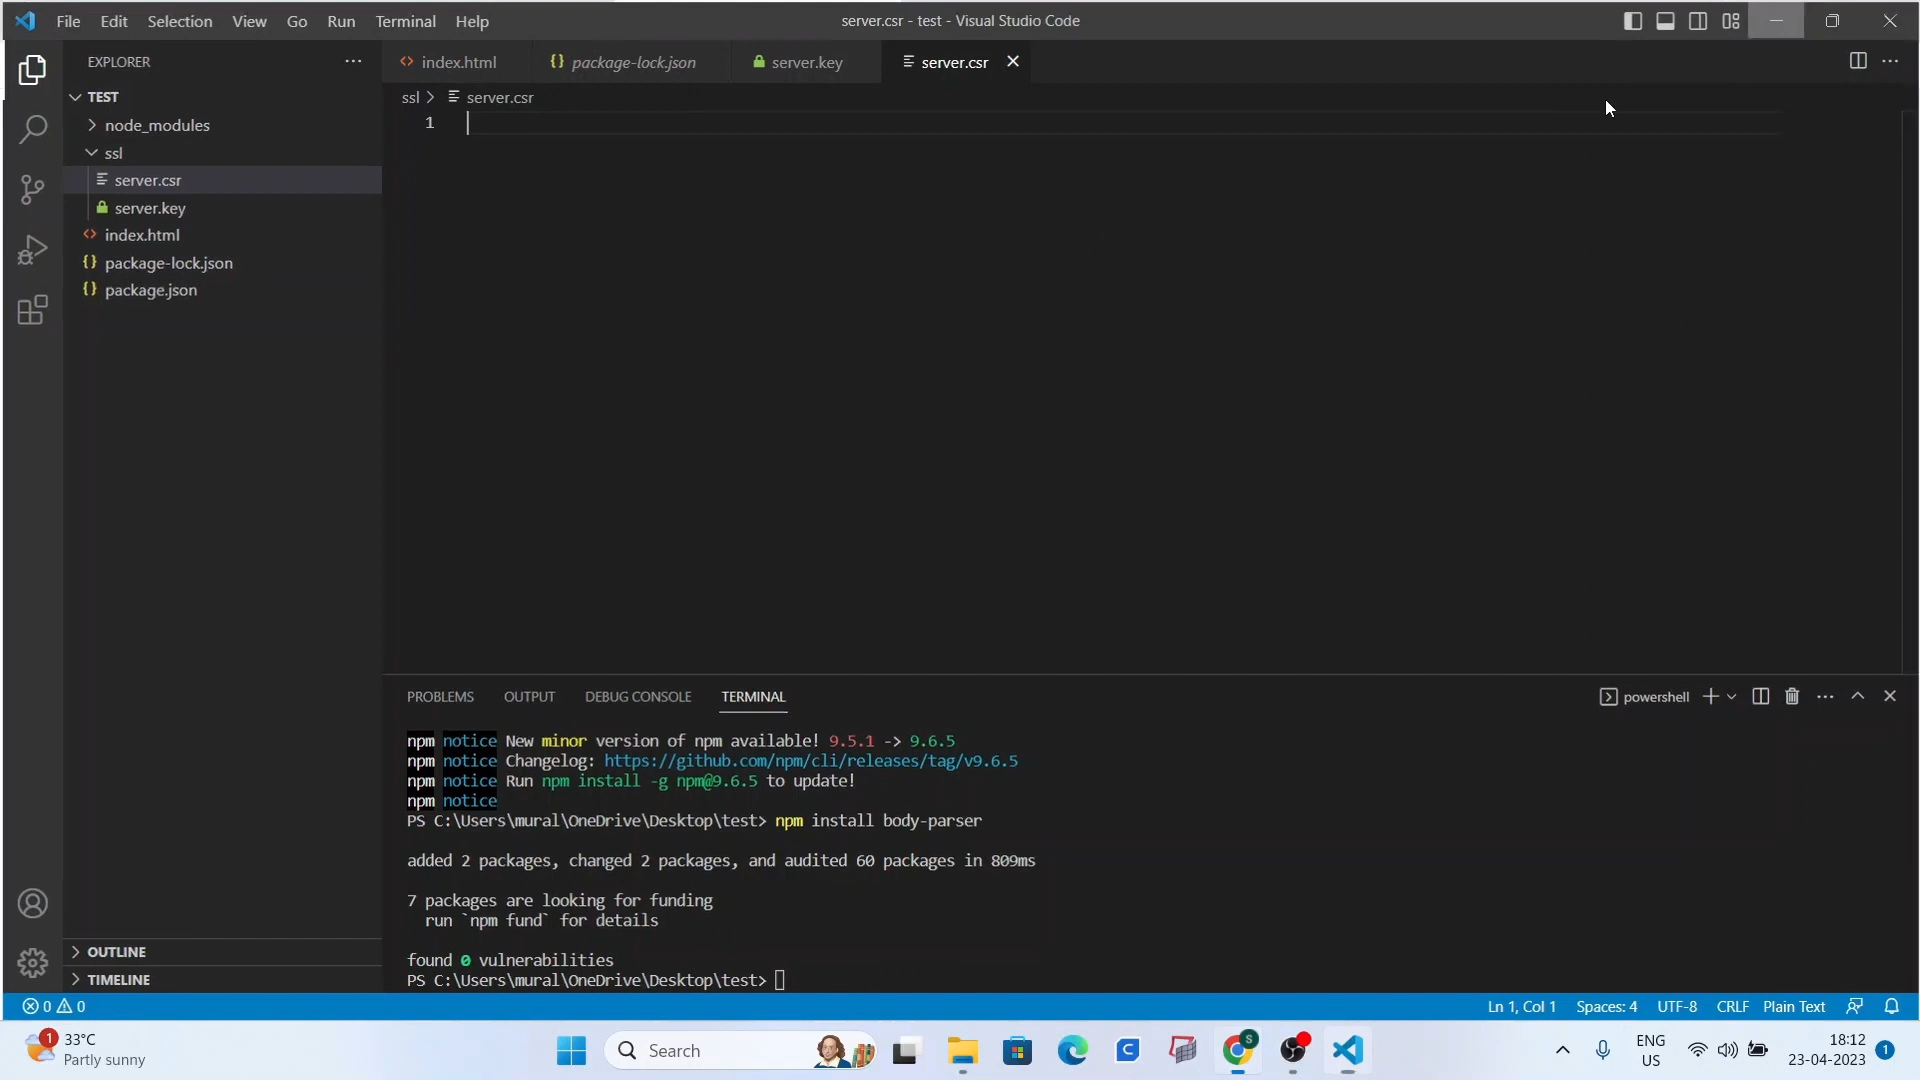 File Edit Selection View Go Run Terminal Help
server.csr - test - Visual Studio Code
EXPLORER
index.html
package-lock.json
server.key
server.csr
TEST
ssl > server.csr
node_modules
1
ssl
server.csr
server.key
index.html
package-lock.json
package.json
PROBLEMS OUTPUT DEBUG CONSOLE TERMINAL
powershell
npm notice New minor version of npm available! 9.5.1 -> 9.6.5
npm notice Changelog: https://github.com/npm/cli/releases/tag/v9.6.5
npm notice Run npm install -g npm@9.6.5 to update!
npm notice
PS C:\Users\mural\OneDrive\Desktop\test> npm install body-parser
added 2 packages, changed 2 packages, and audited 60 packages in 809ms
7 packages are looking for funding
run `npm fund` for details
found 0 vulnerabilities
PS C:\Users\mural\OneDrive\Desktop\test>
OUTLINE
TIMELINE
0 0
Ln 1, Col 1 Spaces: 4 UTF-8 CRLF Plain Text
1
33°C
Partly sunny
Search
S
ENG
US
18:12
23-04-2023
1